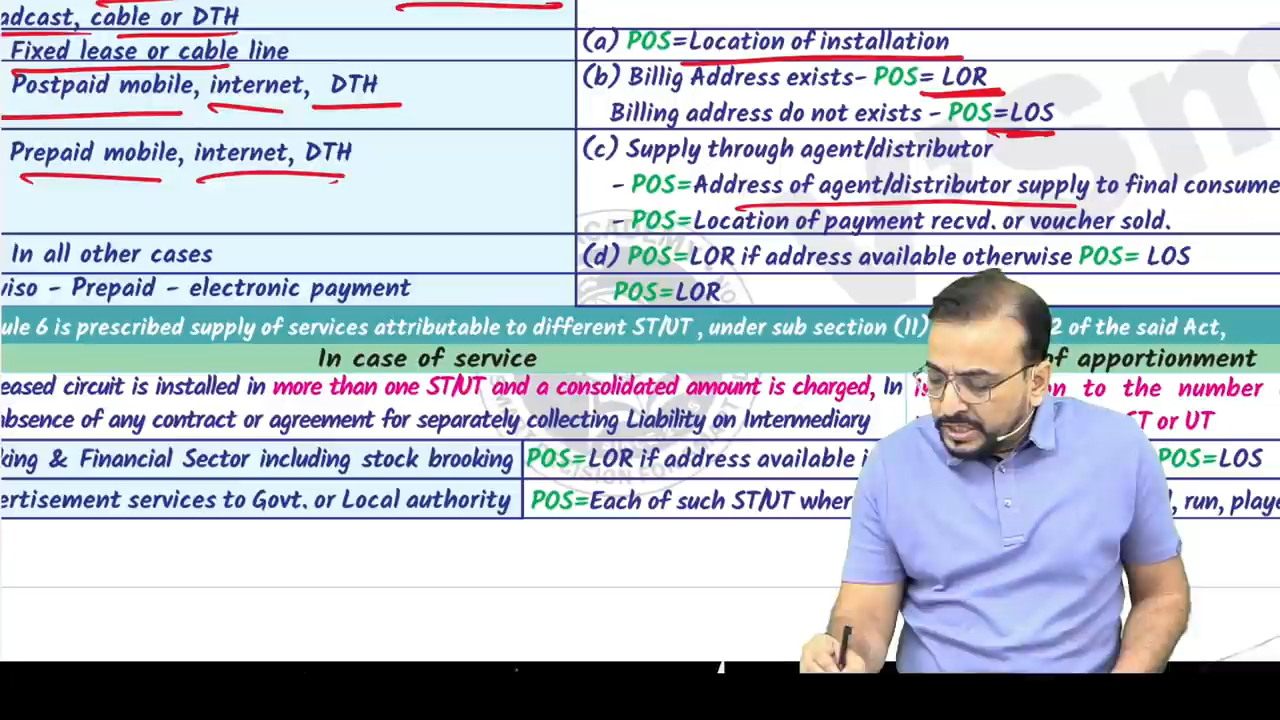 adcast, cable or DTH
Fixed lease or cable line
(a) POS=Location of installation
Postpaid mobile, internet, DTH
(b) Billig Address exists- POS= LOR
Billing address do not exists - POS=LOS
Prepaid mobile, internet, DTH
(c) Supply through agent/distributor
- POS=Address of agent/distributor supply to final consume
- POS=Location of payment recvd. or voucher sold.
In all other cases
(d) POS=LOR if address available otherwise POS= LOS
viso - Prepaid - electronic payment
POS=LOR
ule 6 is prescribed supply of services attributable to different ST/UT , under sub section (11) 2 of the said Act,
In case of service
of apportionment
eased circuit is installed in more than one ST/UT and a consolidated amount is charged, In
absence of any contract or agreement for separately collecting Liability on Intermediary
to the number
ST or UT
king & Financial Sector including stock brooking
POS=LOR if address available
POS=LOS
ertisement services to Govt. or Local authority
POS=Each of such ST/UT wher
, run, playe